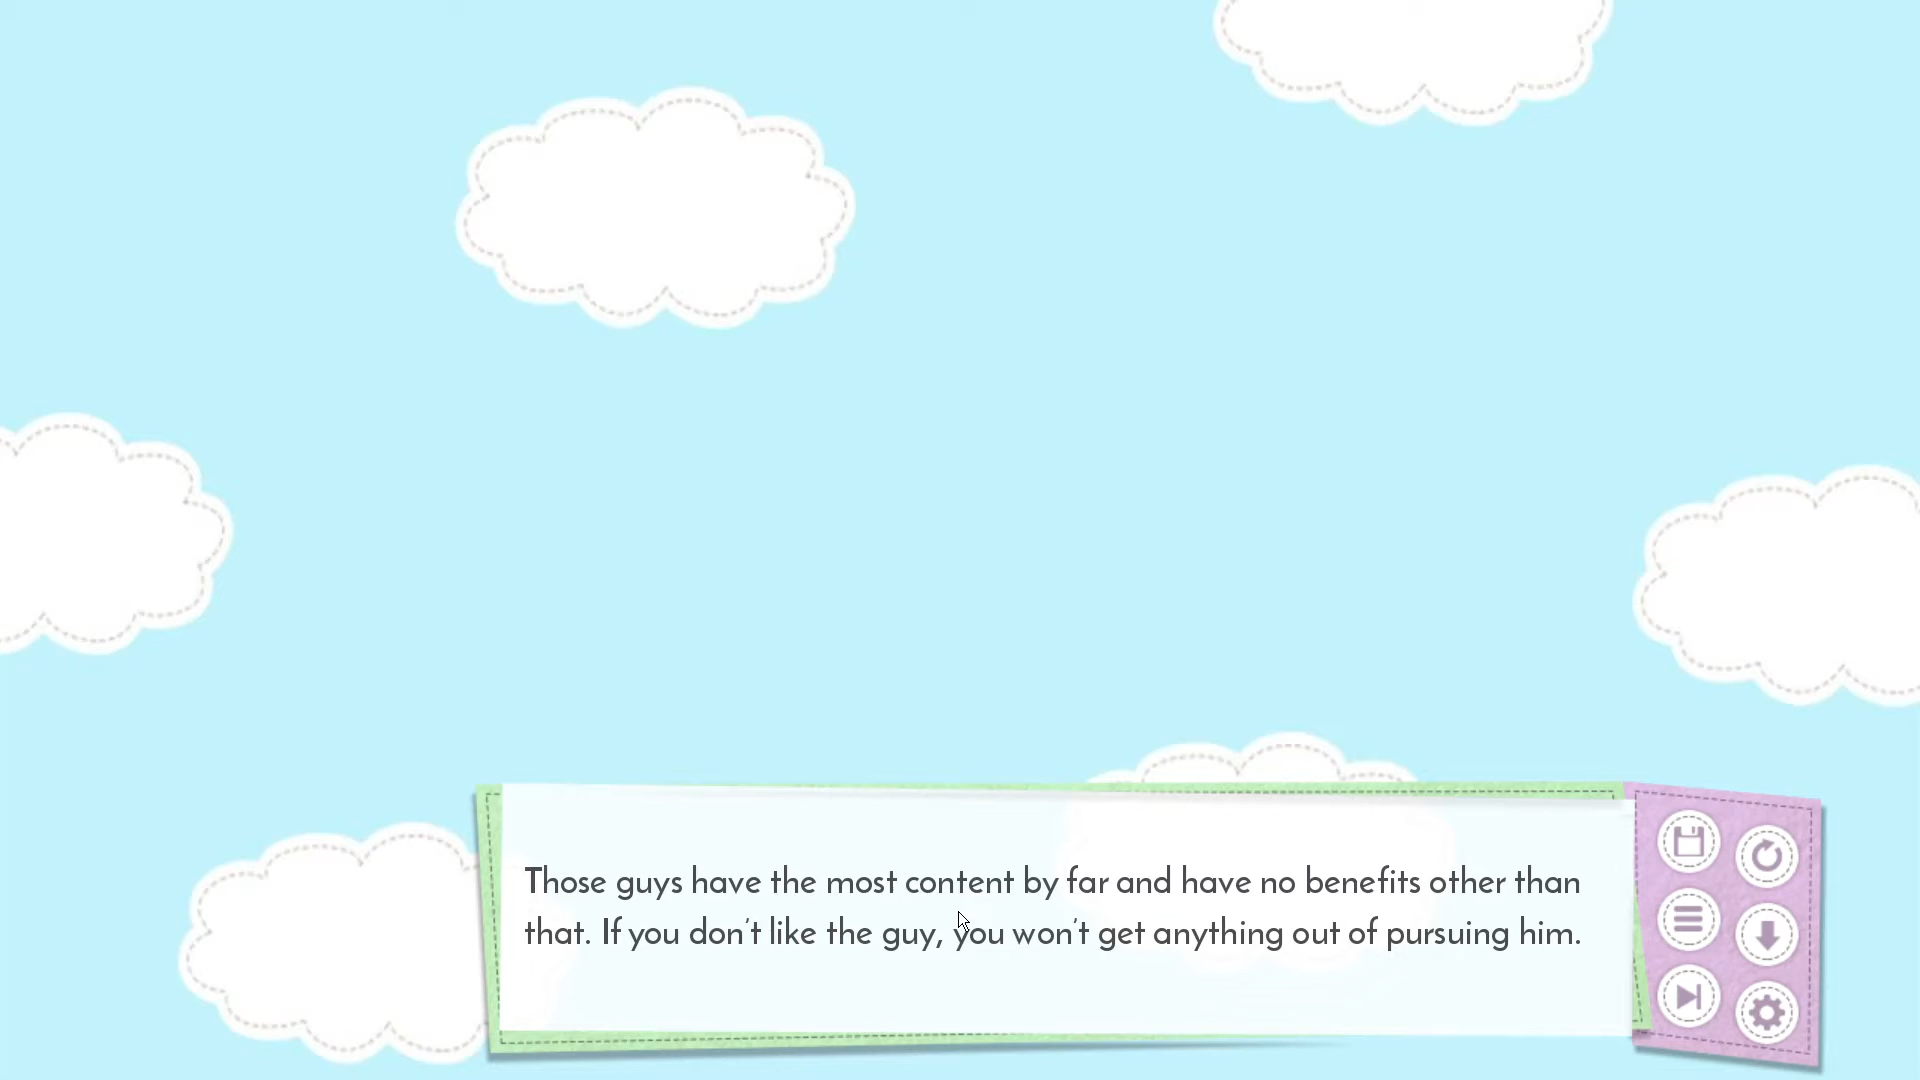 Those guys have the most content by far and have no benefits other than
that. If you don't like the guy, you won't get anything out of pursuing him.